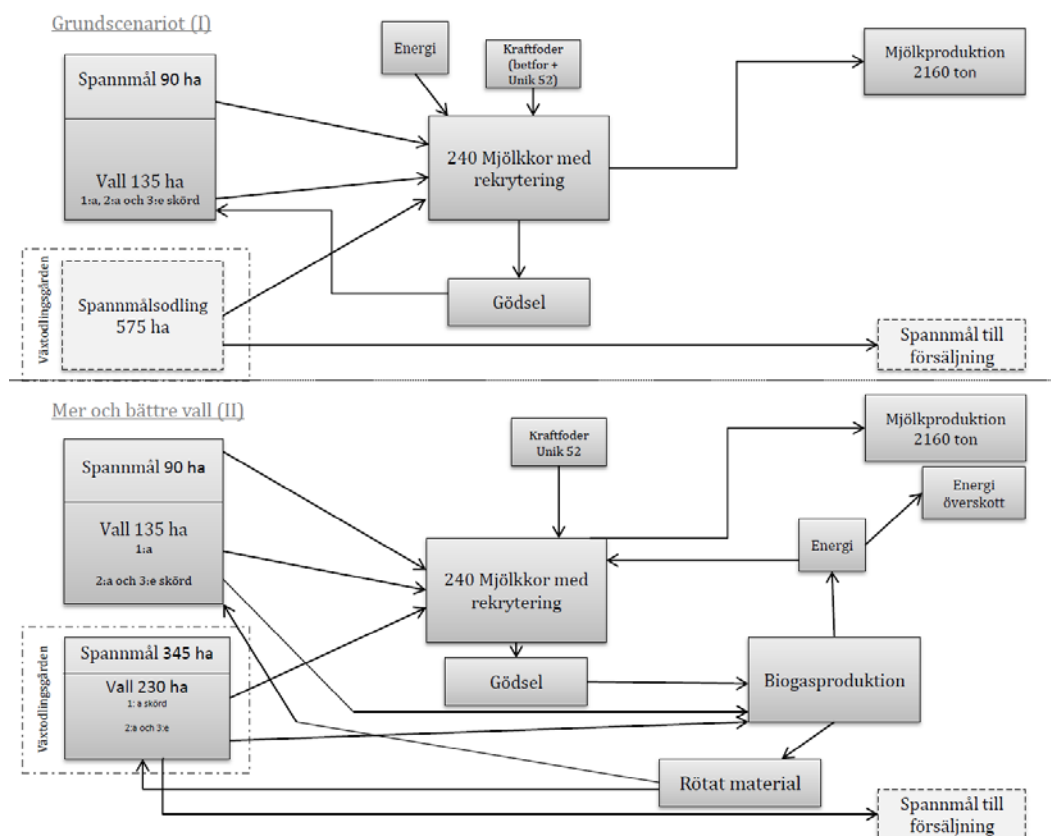 Grundscenariot (I)
Spannmål 90 ha
Vall 135 ha
1:a, 2:a och 3:e skörd
Växtodlingsgården
Spannmålsodling
575 ha
Energi
Kraftfoder
(betfor +
Unik 52)
240 Mjölkkor med
rekrytering
Gödsel
Mjölkproduktion
2160 ton
Spannmål till
försäljning
Mer och bättre vall (II)
Spannmål 90 ha
Vall 135 ha
1:a
2:a och 3:e skörd
Växtodlingsgården
Spannmål 345 ha
Vall 230 ha
1: a skörd
2:a och 3:e
Kraftfoder
Unik 52
240 Mjölkkor med
rekrytering
Gödsel
Mjölkproduktion
2160 ton
Energi
överskott
Energi
Biogasproduktion
Rötat material
Spannmål till
försäljning